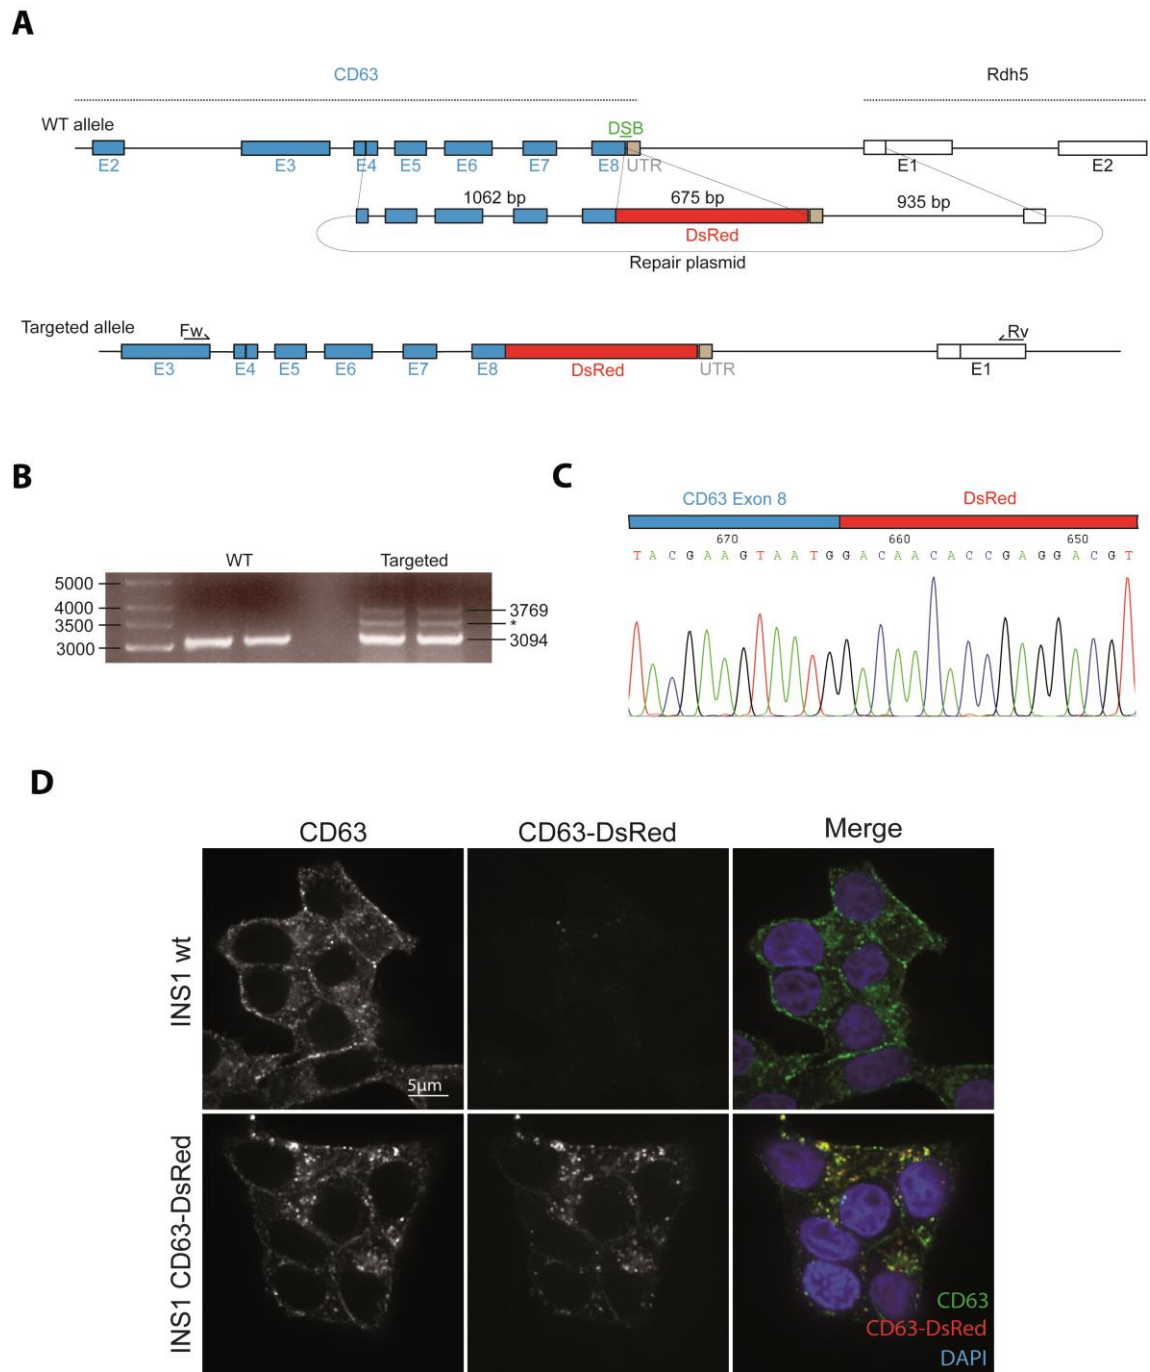 A
CD63
Rdh5
WT allele
DSB
E2
E3
E4
E5
E6
E7
E8
UTR
E1
E2
1062 bp
675 bp
935 bp
DsRed
Repair plasmid
Targeted allele
Fw
Rv
E3
E4
E5
E6
E7
E8
DsRed
UTR
E1
B
WT
Targeted
5000
4000
3500
3000
3769
*
3094
C
CD63 Exon 8
DsRed
670
660
650
T A C G A A G T A A T G G A C A A C A C C G A G G A C G T
D
CD63
CD63-DsRed
Merge
INS1 wt
5µm
INS1 CD63-DsRed
CD63
CD63-DsRed
DAPI